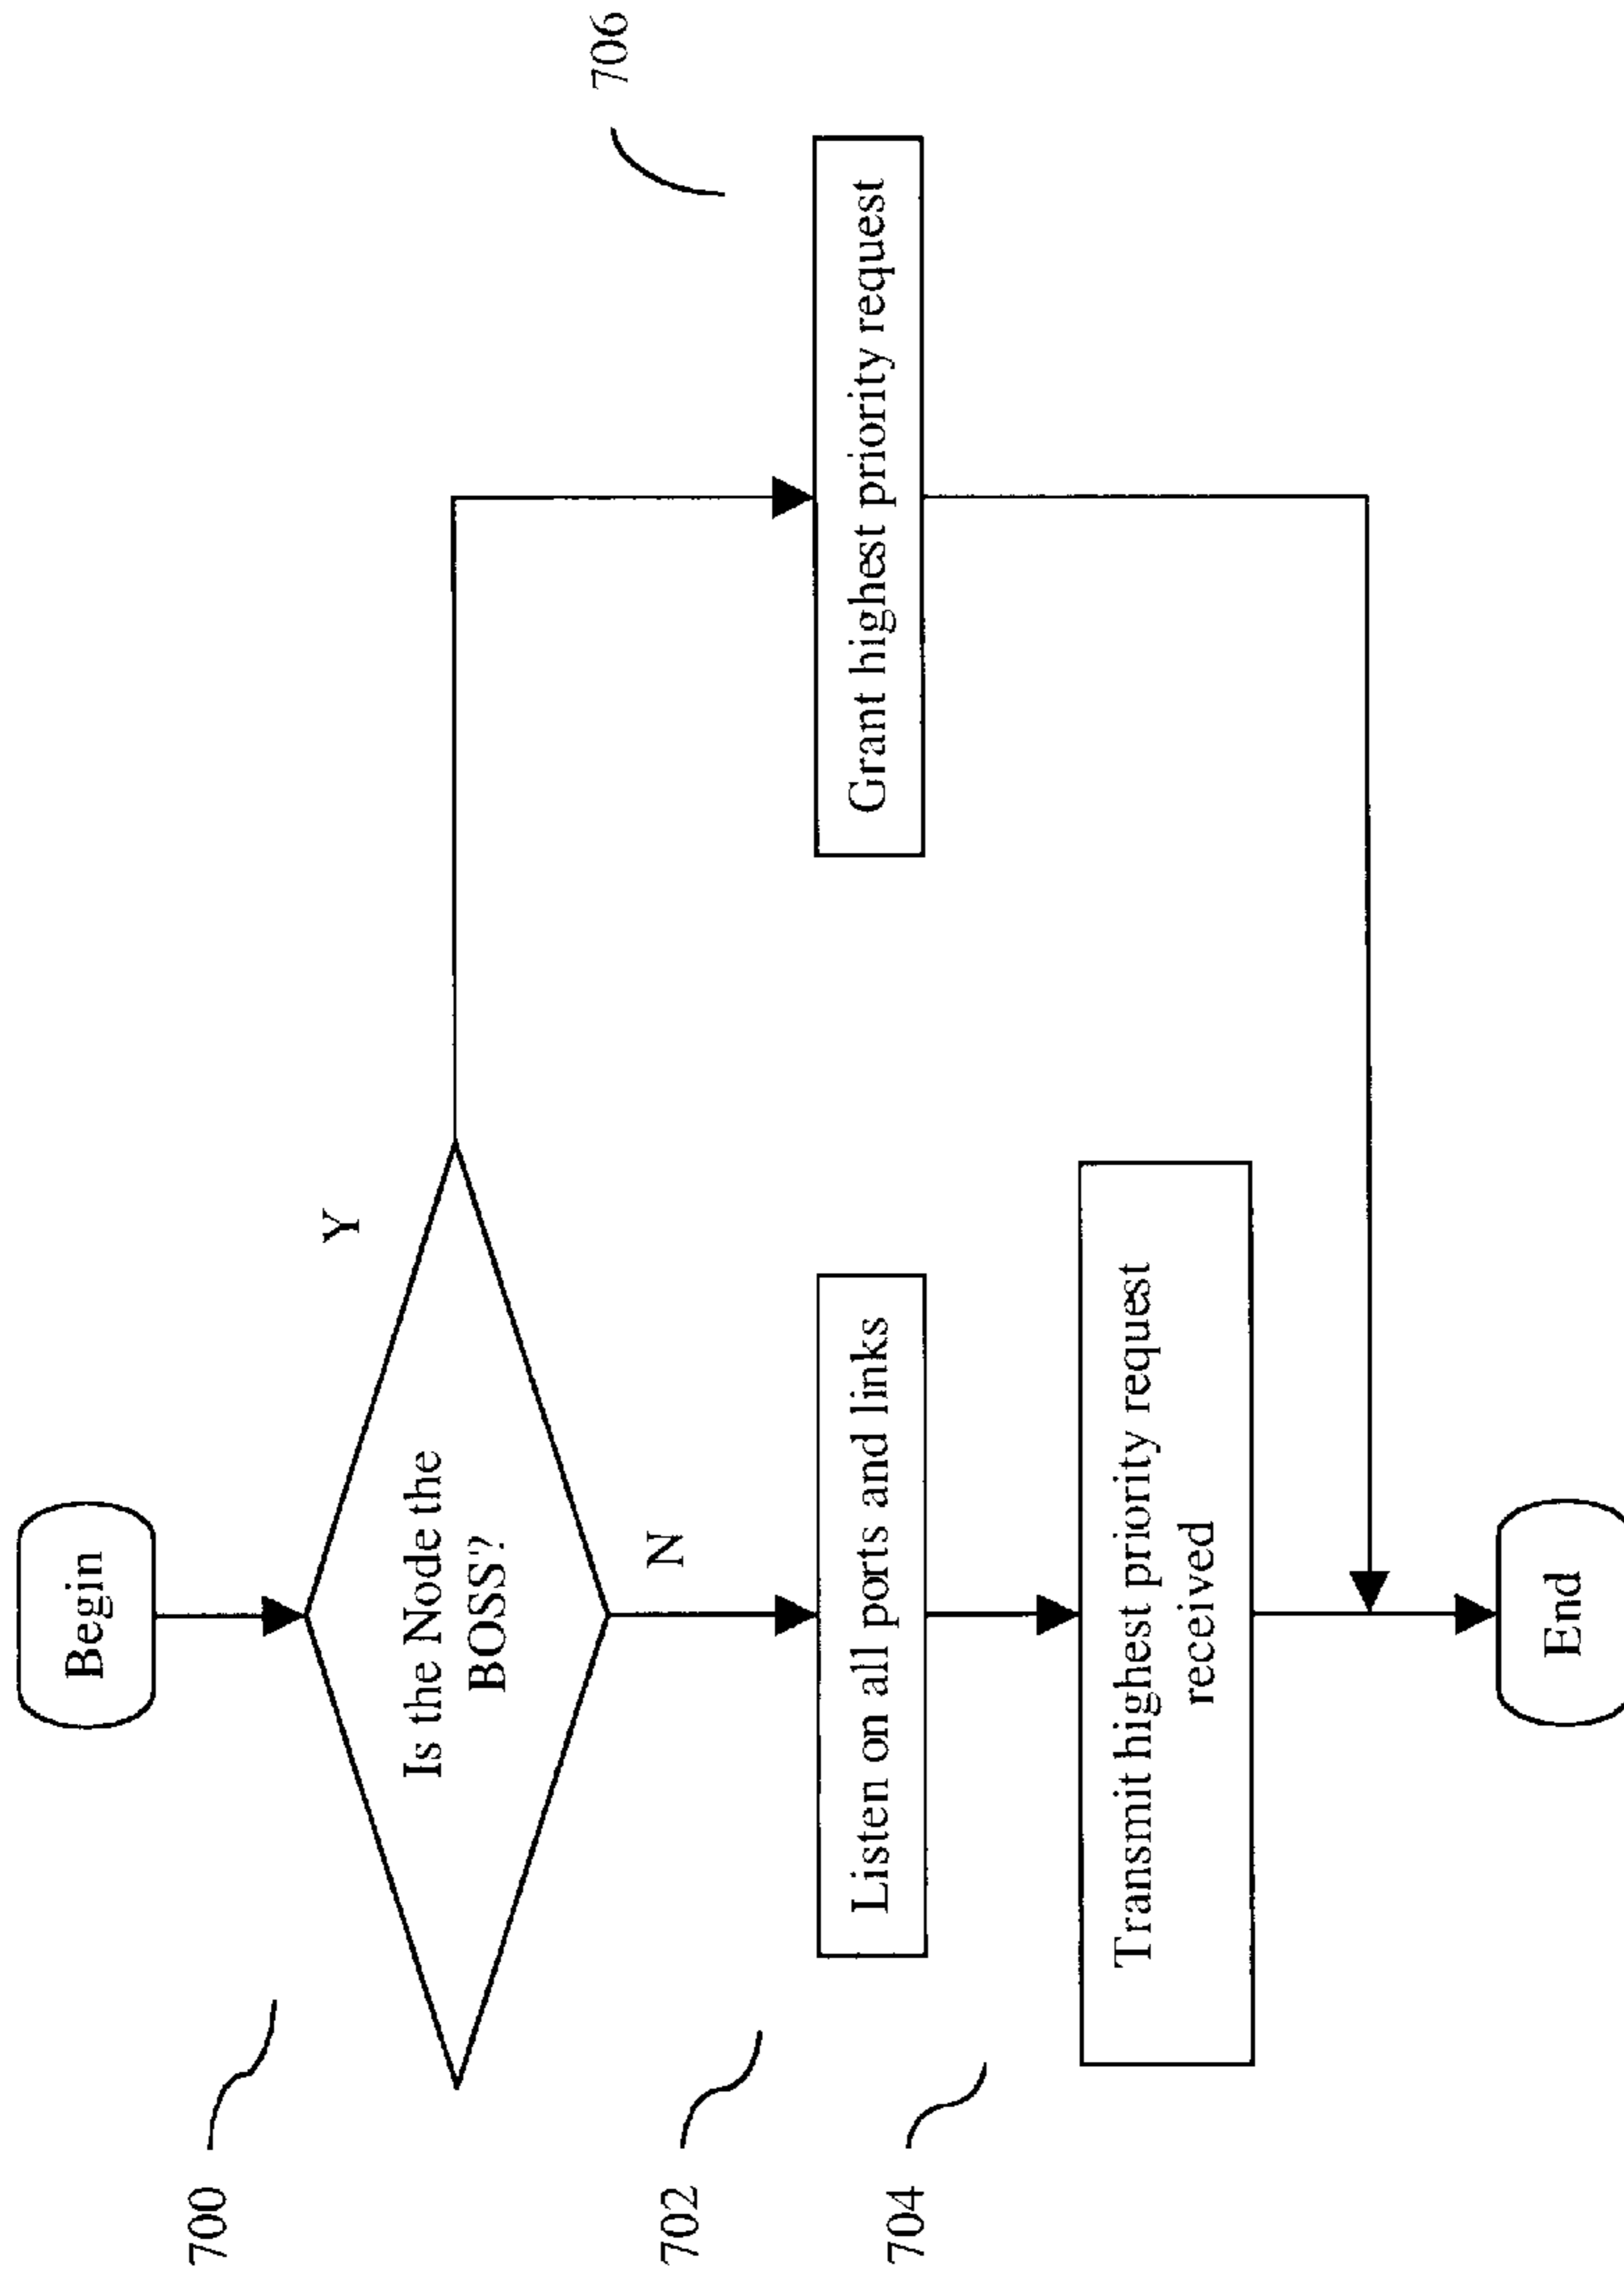 Begin
700
Is the Node the
BOSS?
Y
N
706
702
Listen on all ports and links
Grant highest priority request
704
Transmit highest priority request
received
End